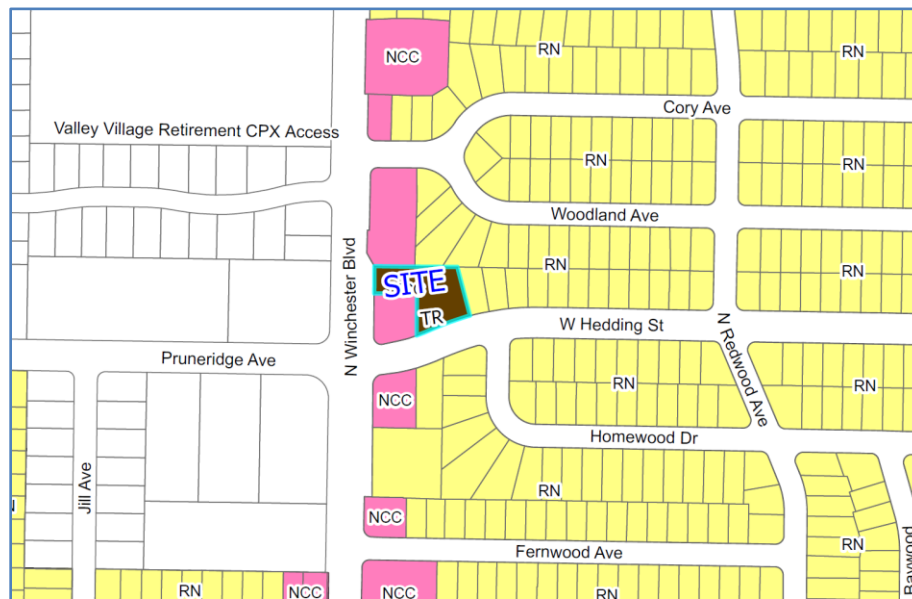 RN
RN
NCC
Cory Ave
Valley Village Retirement CPX Access
RN
RN
Woodland Ave
N Winchester Blvd
RN
RN
SITE
TR
W Hedding St
N Redwood Ave
Pruneridge Ave
NCC
RN
RN
Homewood Dr
Jill Ave
RN
NCC
RN
Fernwood Ave
Baywood
RN
NCC
NCC
RN